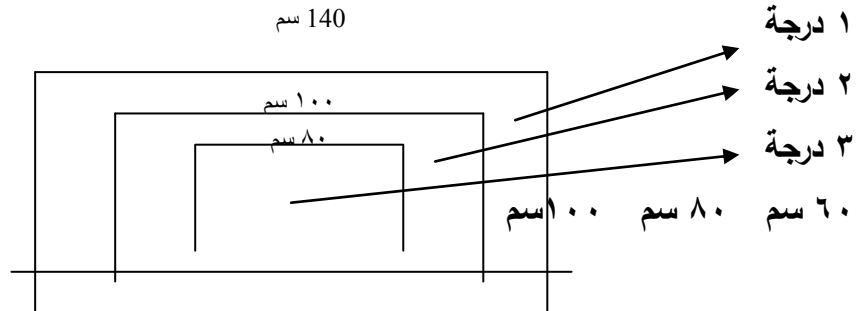 140 سم
١ درجة
١٠٠ سم
٢ درجة
٨٠ سم
٣ درجة
٦٠ سم ٨٠ سم ١٠٠سم